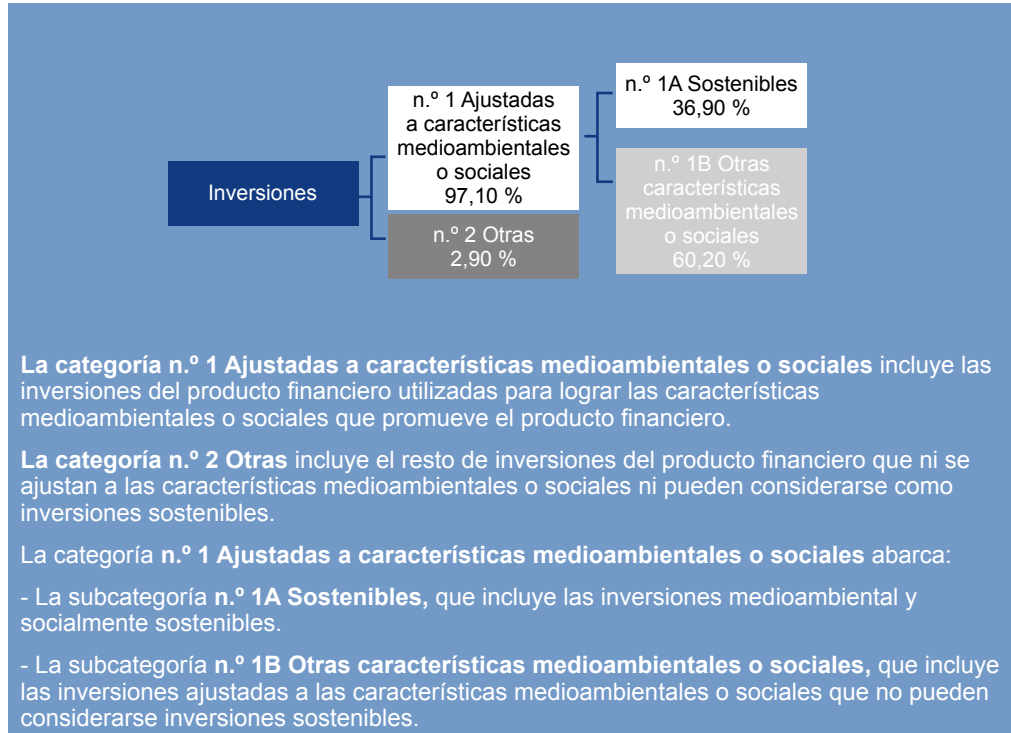 Inversiones
n.º 1 Ajustadas
a características
medioambientales
o sociales
97,10 %
n.º 2 Otras
2,90 %
n.º 1A Sostenibles
36,90 %
n.º 1B Otras
características
medioambientales
o sociales
60,20 %
La categoría n.º 1 Ajustadas a características medioambientales o sociales incluye las
inversiones del producto financiero utilizadas para lograr las características
medioambientales o sociales que promueve el producto financiero.
La categoría n.º 2 Otras incluye el resto de inversiones del producto financiero que ni se
ajustan a las características medioambientales o sociales ni pueden considerarse como
inversiones sostenibles.
La categoría n.º 1 Ajustadas a características medioambientales o sociales abarca:
- La subcategoría n.º 1A Sostenibles, que incluye las inversiones medioambiental y
socialmente sostenibles.
- La subcategoría n.º 1B Otras características medioambientales o sociales, que incluye
las inversiones ajustadas a las características medioambientales o sociales que no pueden
considerarse inversiones sostenibles.